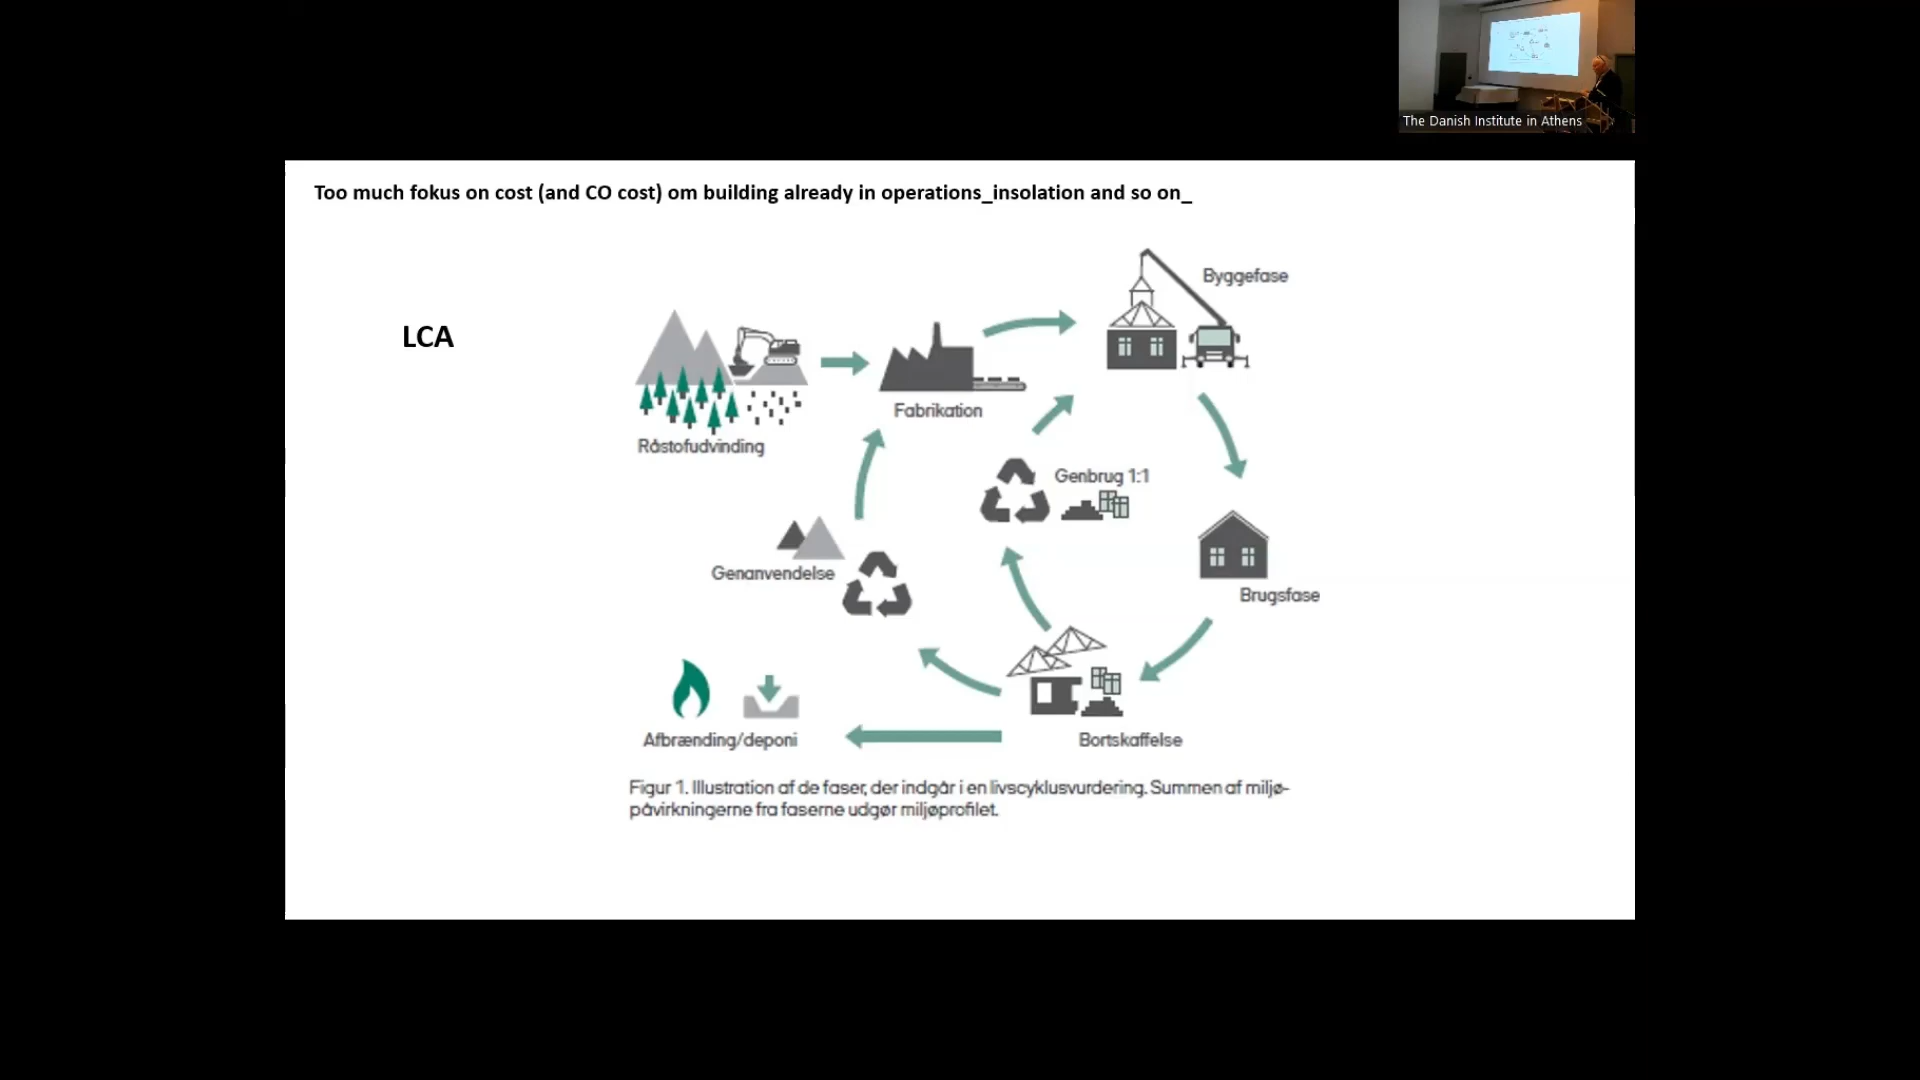 The Danish Institute in Athens
Too much fokus on cost (and CO cost) om building already in operations_insolation and so on_
LCA
Byggefase
Fabrikation
Råstofudvinding
Genbrug 1:1
Genanvendelse
Brugsfase
Afbrænding/deponi
Bortskaffelse
Figur 1. Illustration af de faser, der indgår i en livscyklusvurdering. Summen af miljø-
påvirkningerne fra faserne udgør miljøprofilet.